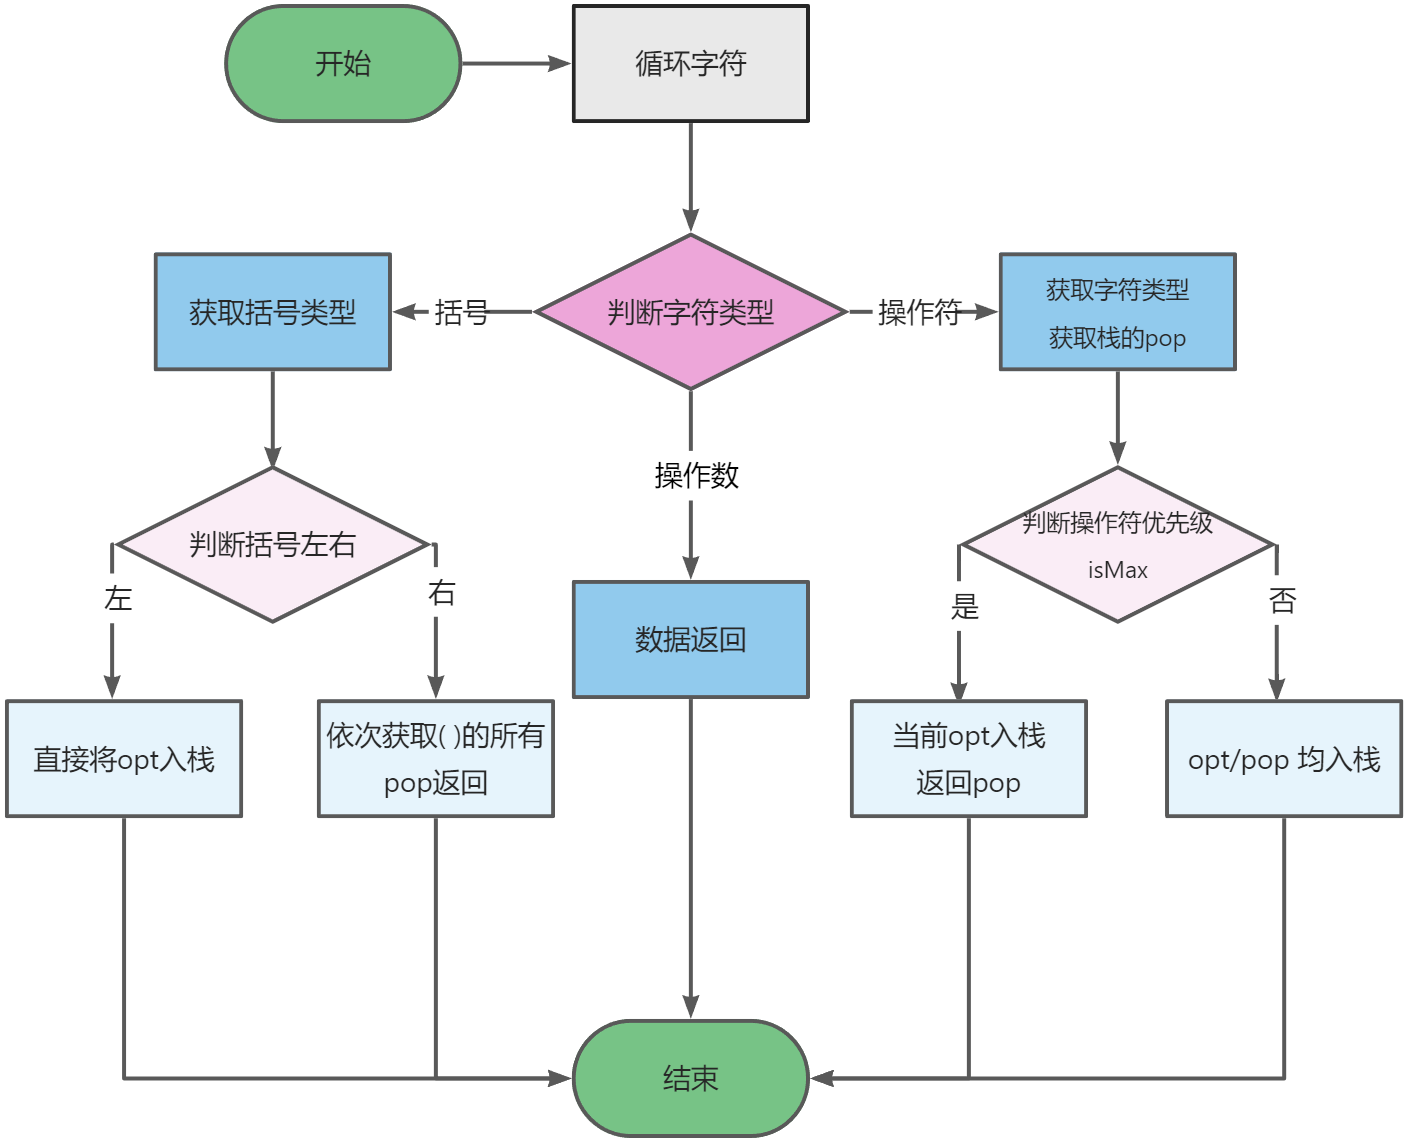 开始
循环字符
获取括号类型
括号
判断字符类型
操作符
获取字符类型
获取栈的pop
操作数
判断括号左右
判断操作符优先级
isMax
左
右
是
否
数据返回
直接将opt入栈
依次获取( )的所有
pop返回
当前opt入栈
返回pop
opt/pop 均入栈
结束